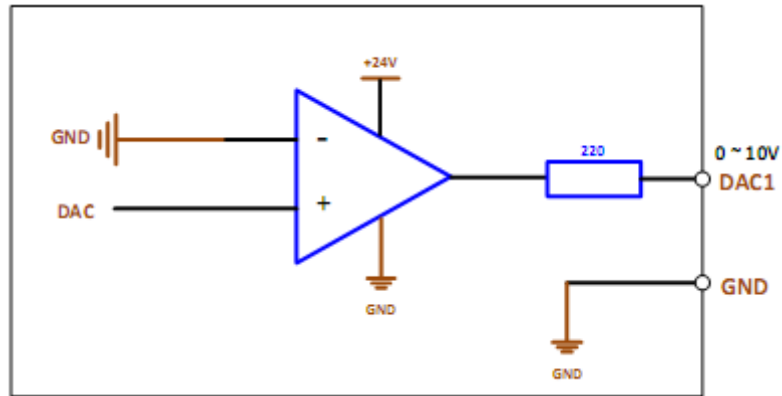 +24V
GND
-
DAC
+
220
0 ~ 10V
DAC1
GND
GND
GND